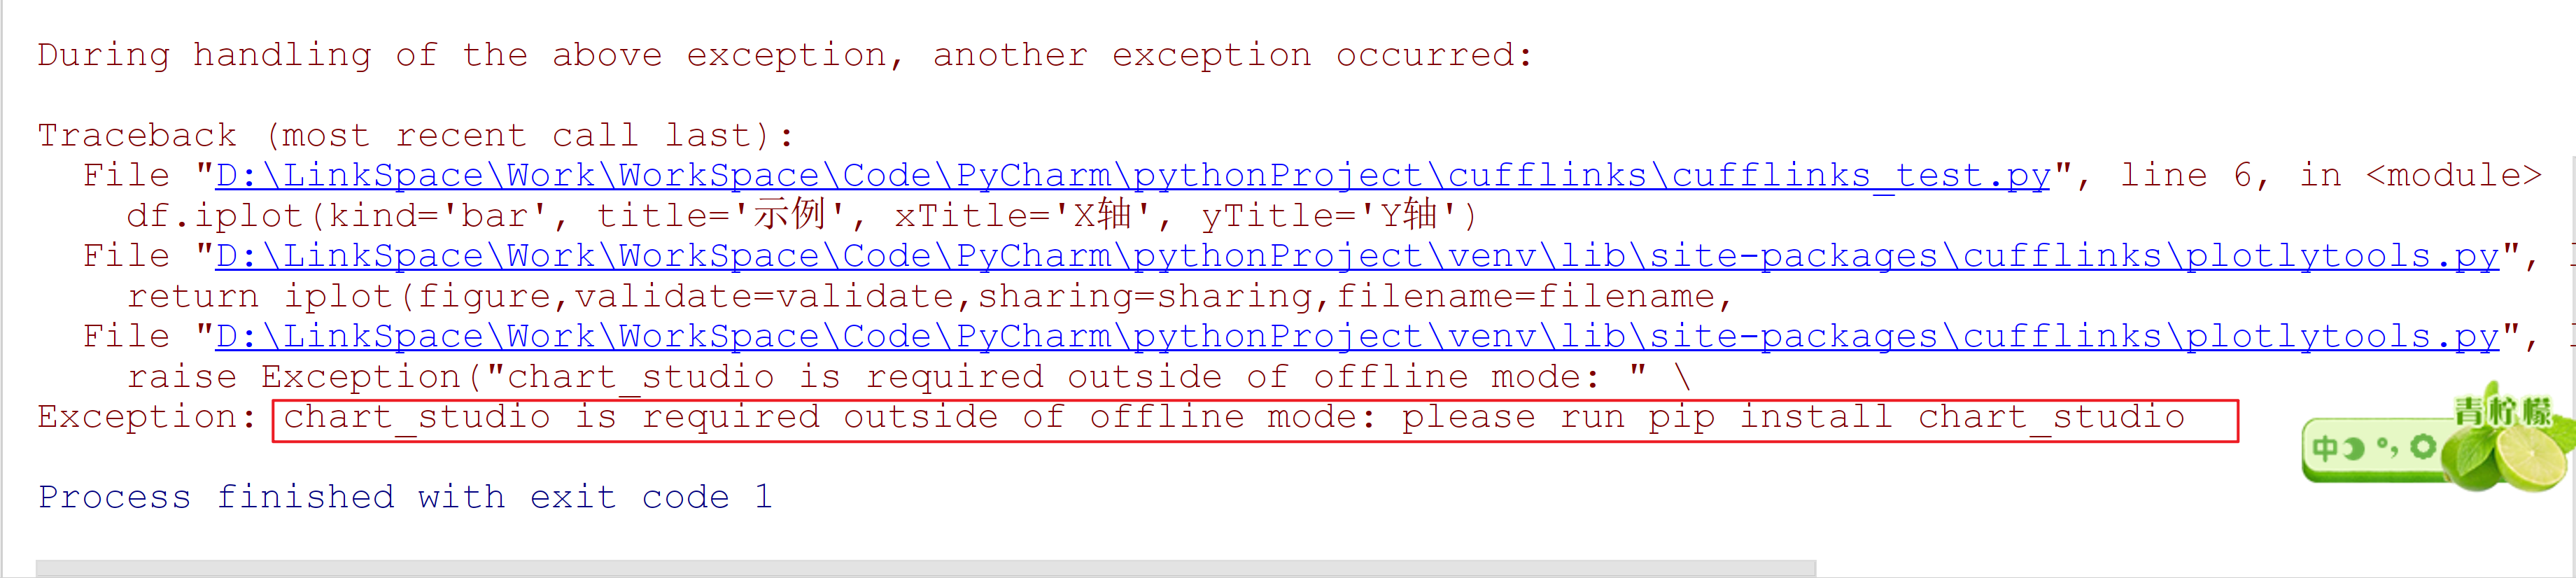 During handling of the above exception, another exception occurred:
Traceback (most recent call last):
File "D:\LinkSpace\Work\WorkSpace\Code\PyCharm\pythonProject\cufflinks\cufflinks_test.py", line 6, in <module>
df.iplot(kind='bar', title='示例', xTitle='X轴', yTitle='Y轴')
File "D:\LinkSpace\Work\WorkSpace\Code\PyCharm\pythonProject\venv\lib\site-packages\cufflinks\plotlytools.py",
return iplot(figure,validate=validate,sharing=sharing,filename=filename,
File "D:\LinkSpace\Work\WorkSpace\Code\PyCharm\pythonProject\venv\lib\site-packages\cufflinks\plotlytools.py",
raise Exception("chart_studio is required outside of offline mode: " \
Exception: chart_studio is required outside of offline mode: please run pip install chart_studio
青柠檬
中
Process finished with exit code 1